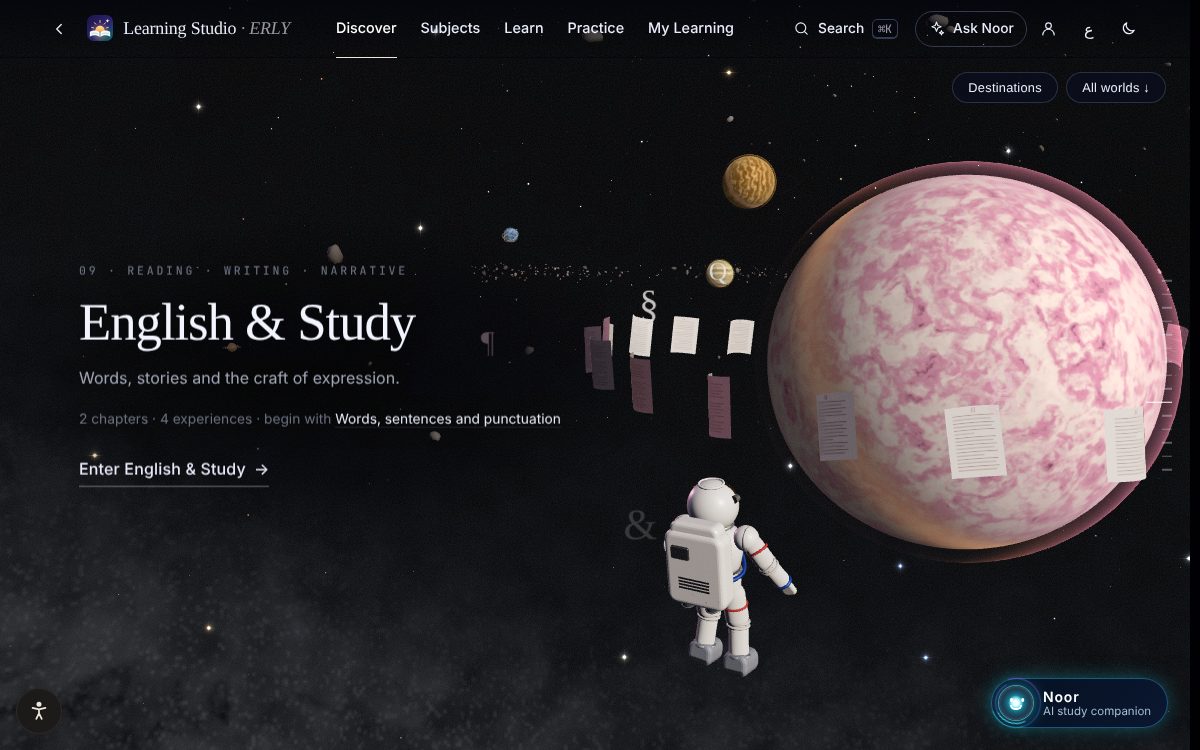 Learning Studio · ERLY
Discover
Subjects
Learn
Practice
My Learning
Search ⌘K
Ask Noor
ع
Destinations
All worlds ↓
09 · READING · WRITING · NARRATIVE
English & Study
Words, stories and the craft of expression.
2 chapters · 4 experiences · begin with Words, sentences and punctuation
Enter English & Study →
Q
§
¶
&
Noor
AI study companion